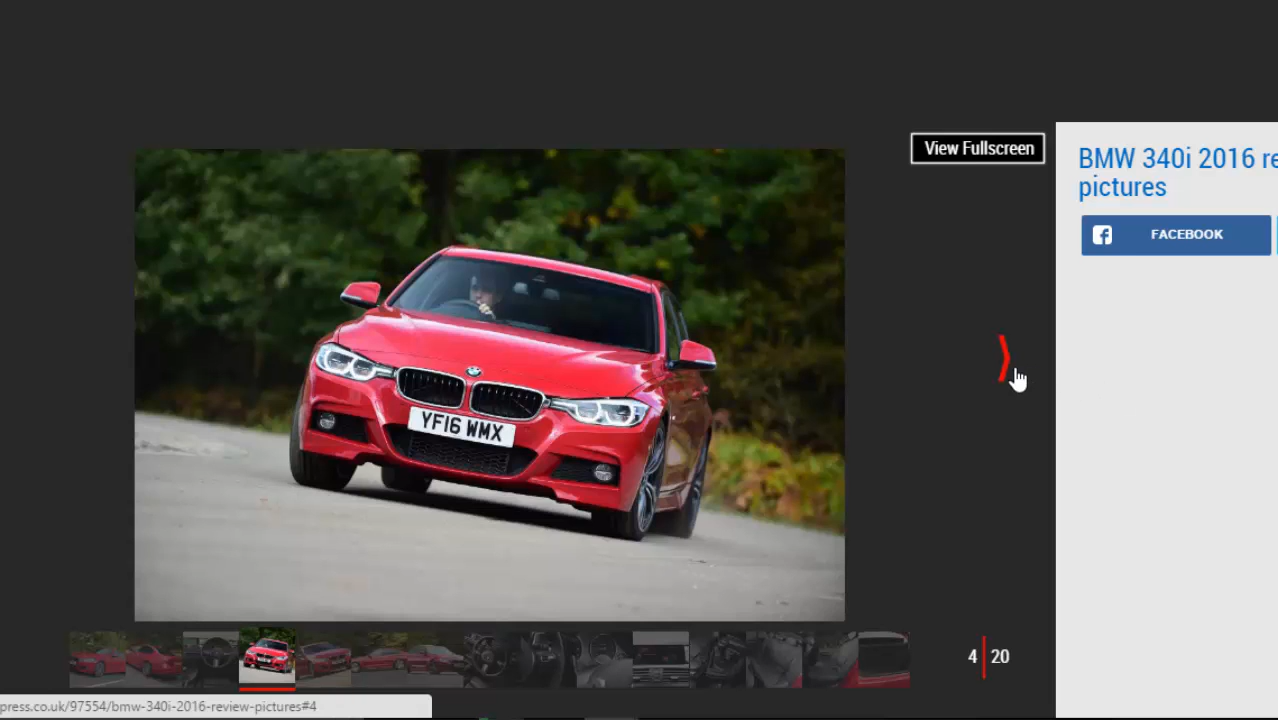 View Fullscreen
BMW 340i 2016 re
pictures
FACEBOOK
YF16 WMX
4 20
press.co.uk/97554/bmw-340i-2016-review-pictures#4